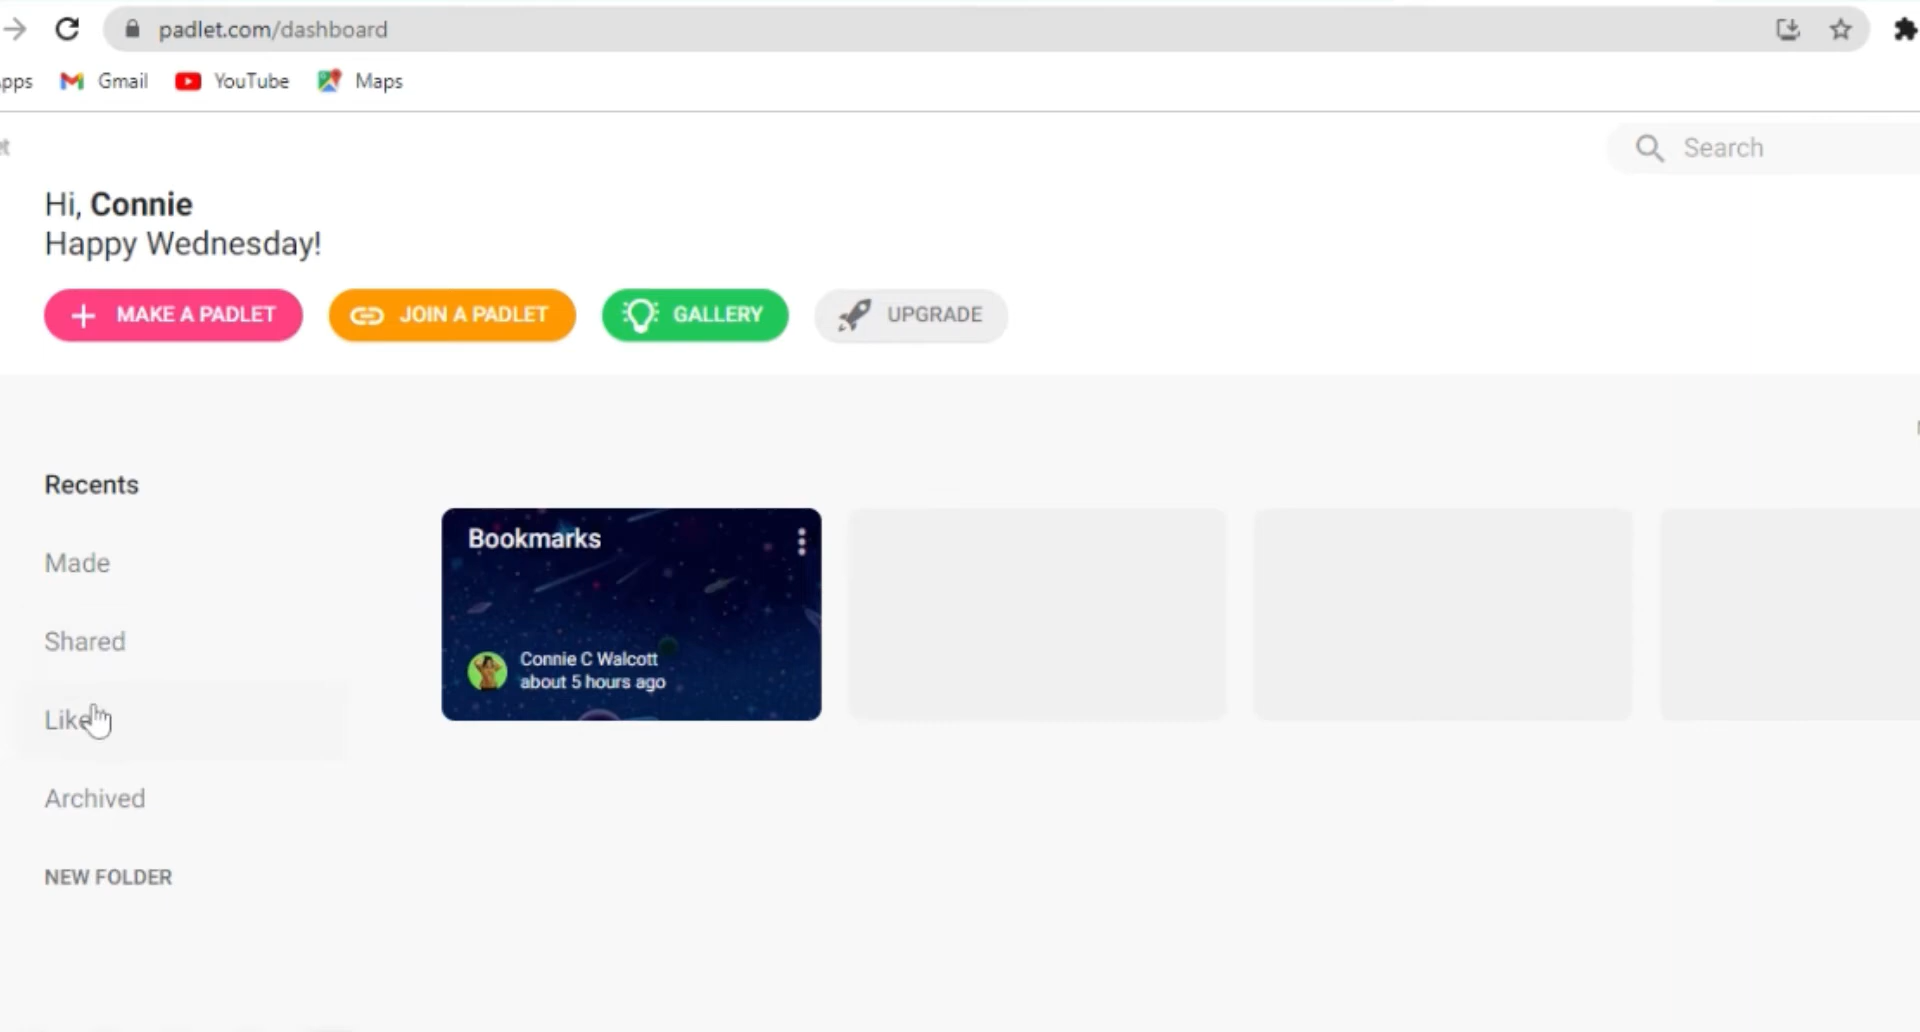 padlet.com/dashboard
Gmail YouTube Maps
Search
Hi, Connie
Happy Wednesday!
MAKE A PADLET JOIN A PADLET GALLERY UPGRADE
Recents
Made
Shared
Like
Archived
NEW FOLDER
Bookmarks
Connie C Walcott
about 5 hours ago